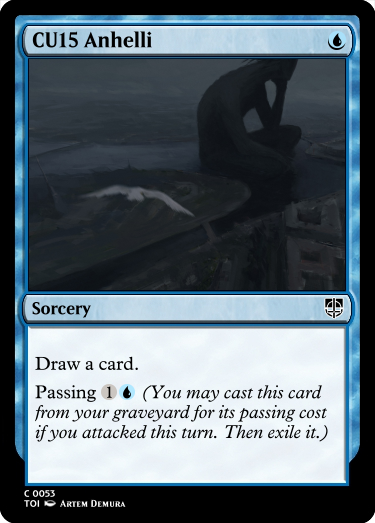 CU15 Anhelli
Sorcery
Draw a card.
Passing 1 (You may cast this card
from your graveyard for its passing cost
if you attacked this turn. Then exile it.)
C 0053
TOI Artem Demura